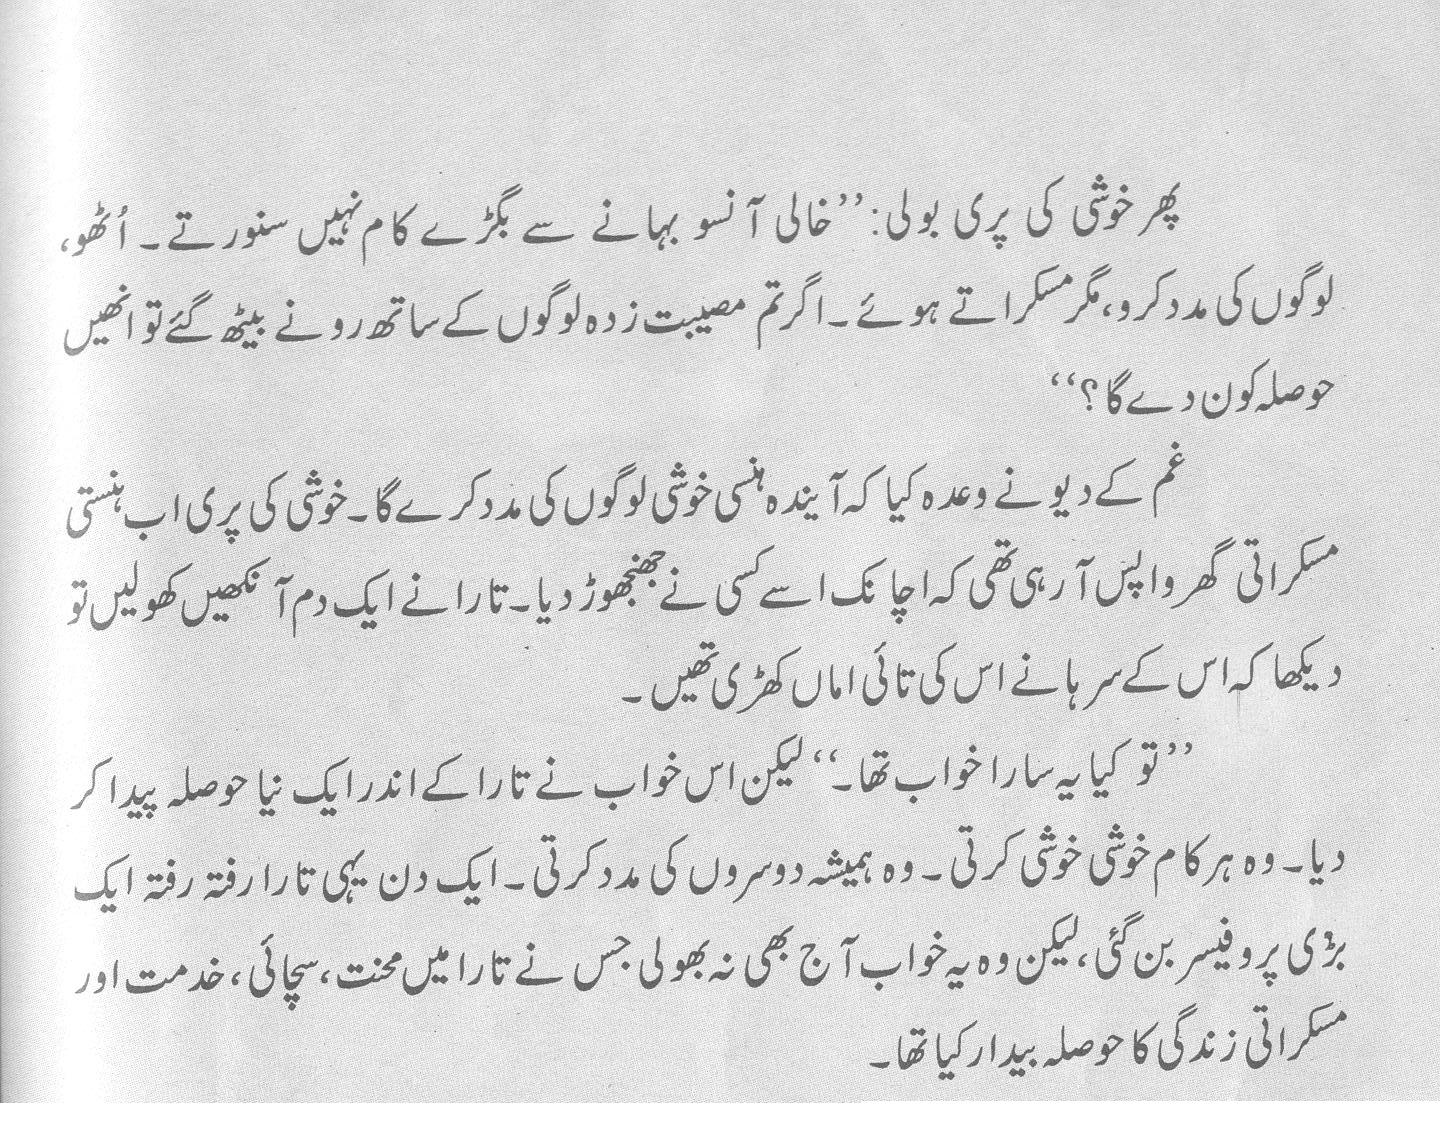 پھر خوشی کی پری بولی: ’’خالی آنسو بہانے سے بگڑے کام نہیں سنورتے۔ اُٹھو،
لوگوں کی مدد کرو، مگر مسکراتے ہوئے۔ اگر تم مصیبت زدہ لوگوں کے ساتھ رونے بیٹھ گئے تو انھیں
حوصلہ کون دے گا؟‘‘
غم کے دیو نے وعدہ کیا کہ آیندہ ہنسی خوشی لوگوں کی مدد کرے گا۔ خوشی کی پری اب ہنستی
مسکراتی گھر واپس آ رہی تھی کہ اچانک اسے کسی نے جھنجھوڑ دیا۔ تارا نے ایک دم آنکھیں کھولیں تو
دیکھا کہ اس کے سرہانے اس کی تائی اماں کھڑی تھیں۔
’’تو کیا یہ سارا خواب تھا۔‘‘ لیکن اس خواب نے تارا کے اندر ایک نیا حوصلہ پیدا کر
دیا۔ وہ ہر کام خوشی خوشی کرتی۔ وہ ہمیشہ دوسروں کی مدد کرتی۔ ایک دن یہی تارا رفتہ رفتہ ایک
بڑی پروفیسر بن گئی، لیکن وہ یہ خواب آج بھی نہ بھولی جس نے تارا میں محنت، سچائی، خدمت اور
مسکراتی زندگی کا حوصلہ بیدار کیا تھا۔